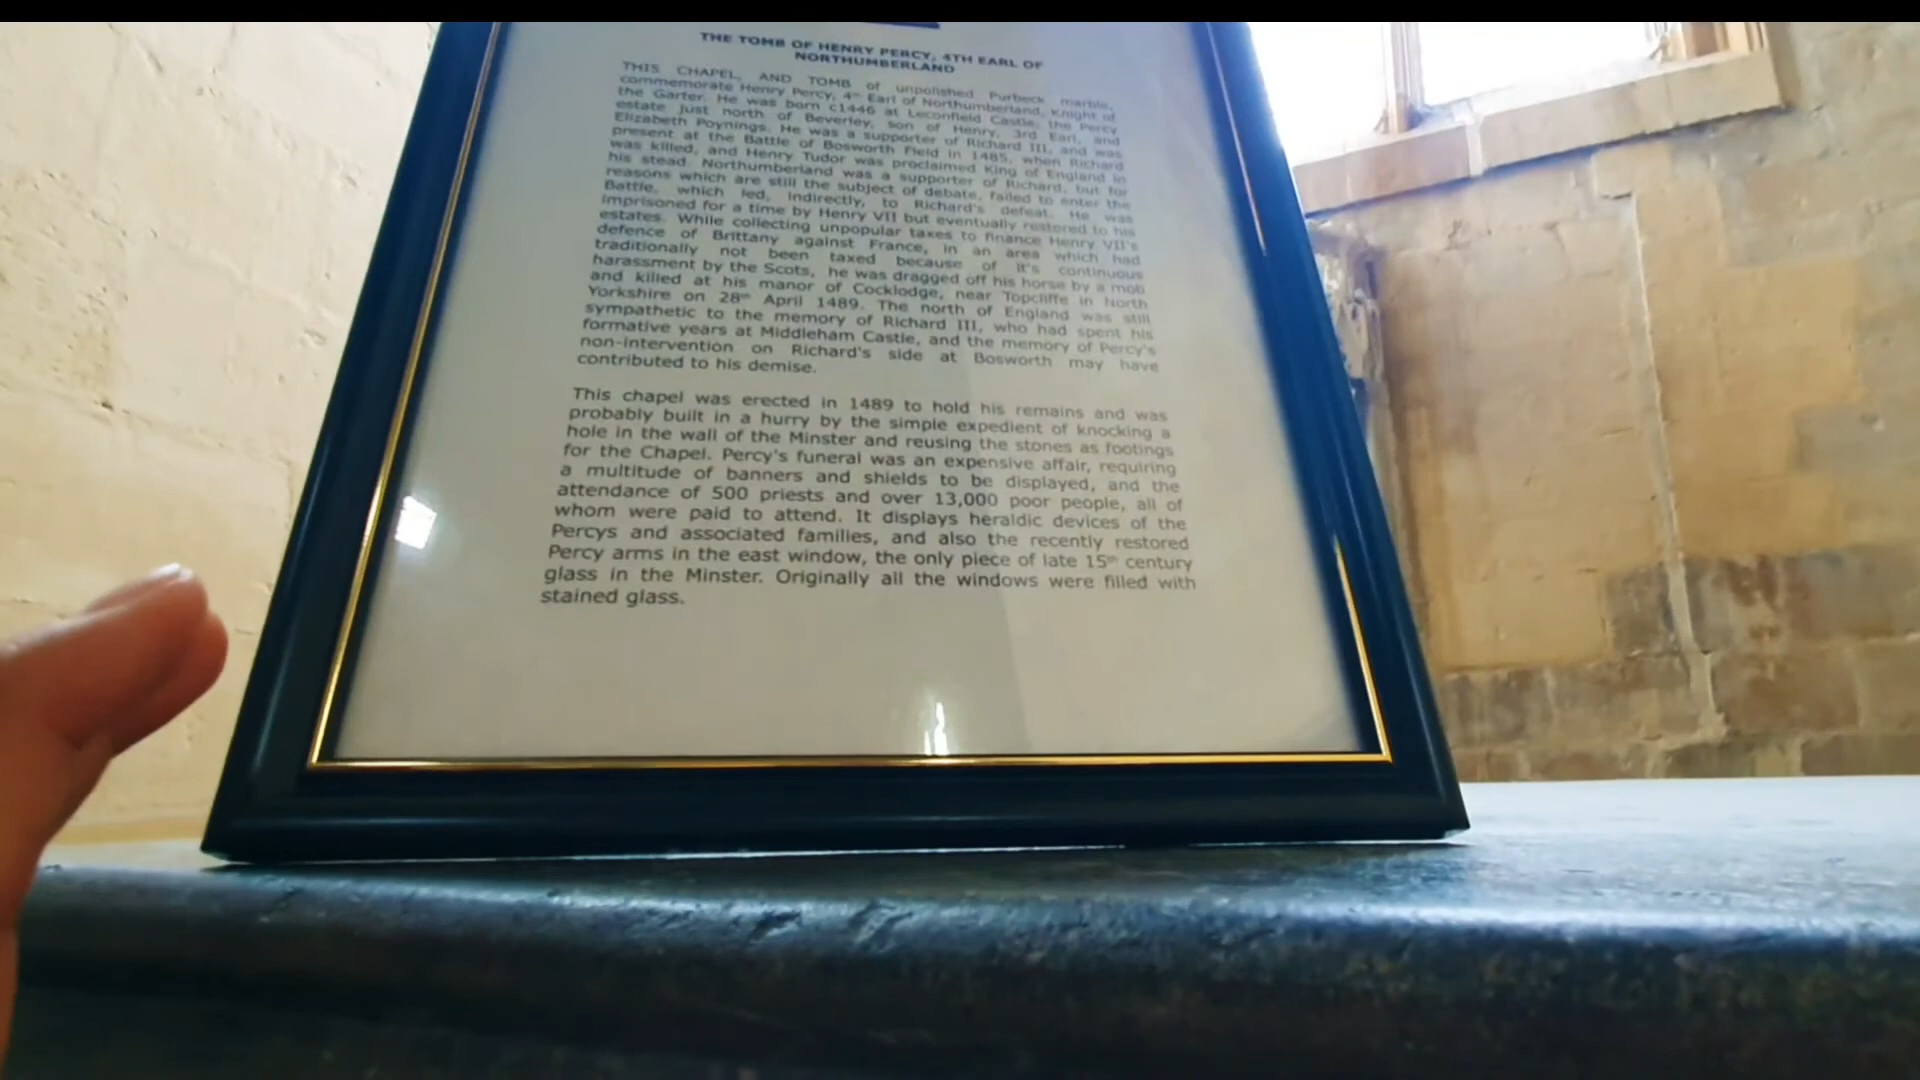 THE TOMB OF HENRY PERCY, 4TH EARL OF
NORTHUMBERLAND
THIS CHAPEL, AND TOMB of unpolished Purbeck marble,
commemorate Henry Percy, 4th Earl of Northumberland, Knight of
the Garter. He was born c1446 at Leconfield Castle, the Percy
estate just north of Beverley, son of Henry, 3rd Earl, and
Elizabeth Poynings. He was a supporter of Richard III, and was
present at the Battle of Bosworth Field in 1485, when Richard
was killed, and Henry Tudor was proclaimed King of England in
his stead. Northumberland was a supporter of Richard, but for
reasons which are still the subject of debate, failed to enter the
Battle, which led, indirectly, to Richard's defeat. He was
imprisoned for a time by Henry VII but eventually restored to his
estates. While collecting unpopular taxes to finance Henry VII's
defence of Brittany against France, in an area which had
traditionally not been taxed because of it's continuous
harassment by the Scots, he was dragged off his horse by a mob
and killed at his manor of Cocklodge, near Topcliffe in North
Yorkshire on 28th April 1489. The north of England was still
sympathetic to the memory of Richard III, who had spent his
formative years at Middleham Castle, and the memory of Percy's
non-intervention on Richard's side at Bosworth may have
contributed to his demise.
This chapel was erected in 1489 to hold his remains and was
probably built in a hurry by the simple expedient of knocking a
hole in the wall of the Minster and reusing the stones as footings
for the Chapel. Percy's funeral was an expensive affair, requiring
a multitude of banners and shields to be displayed, and the
attendance of 500 priests and over 13,000 poor people, all of
whom were paid to attend. It displays heraldic devices of the
Percys and associated families, and also the recently restored
Percy arms in the east window, the only piece of late 15th century
glass in the Minster. Originally all the windows were filled with
stained glass.